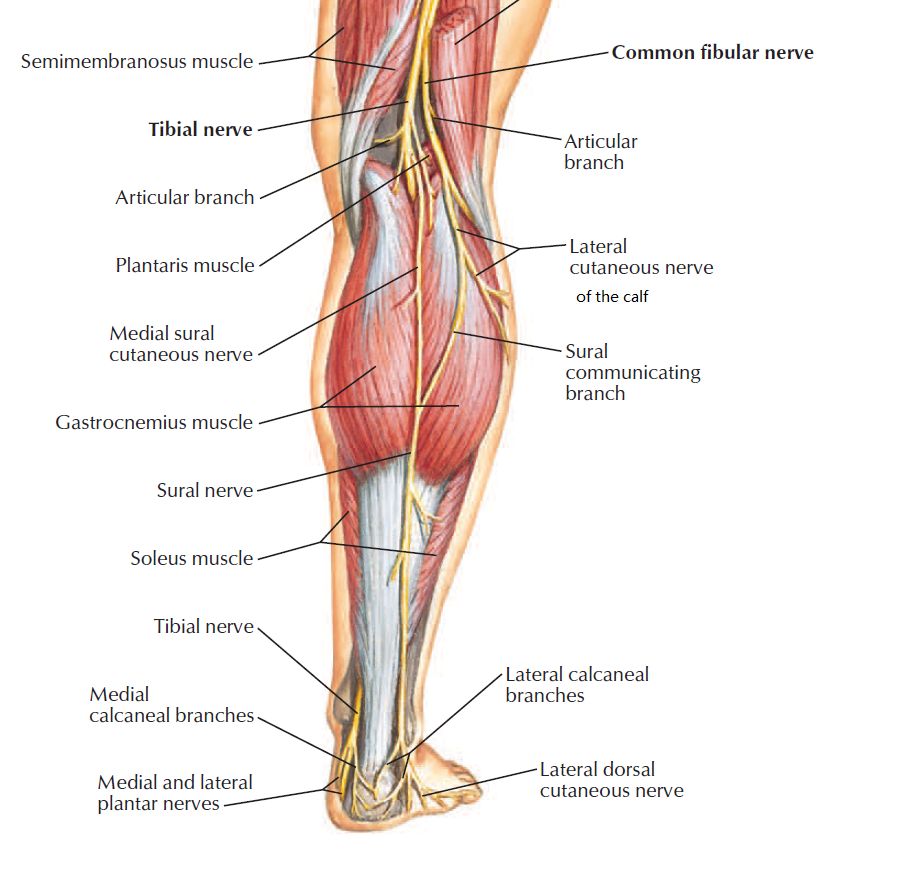 Semimembranosus muscle
Common fibular nerve
Tibial nerve
Articular
branch
Articular branch
Plantaris muscle
Lateral
cutaneous nerve
of the calf
Medial sural
cutaneous nerve
Sural
communicating
branch
Gastrocnemius muscle
Sural nerve
Soleus muscle
Tibial nerve
Lateral calcaneal
branches
Medial
calcaneal branches
Medial and lateral
plantar nerves
Lateral dorsal
cutaneous nerve